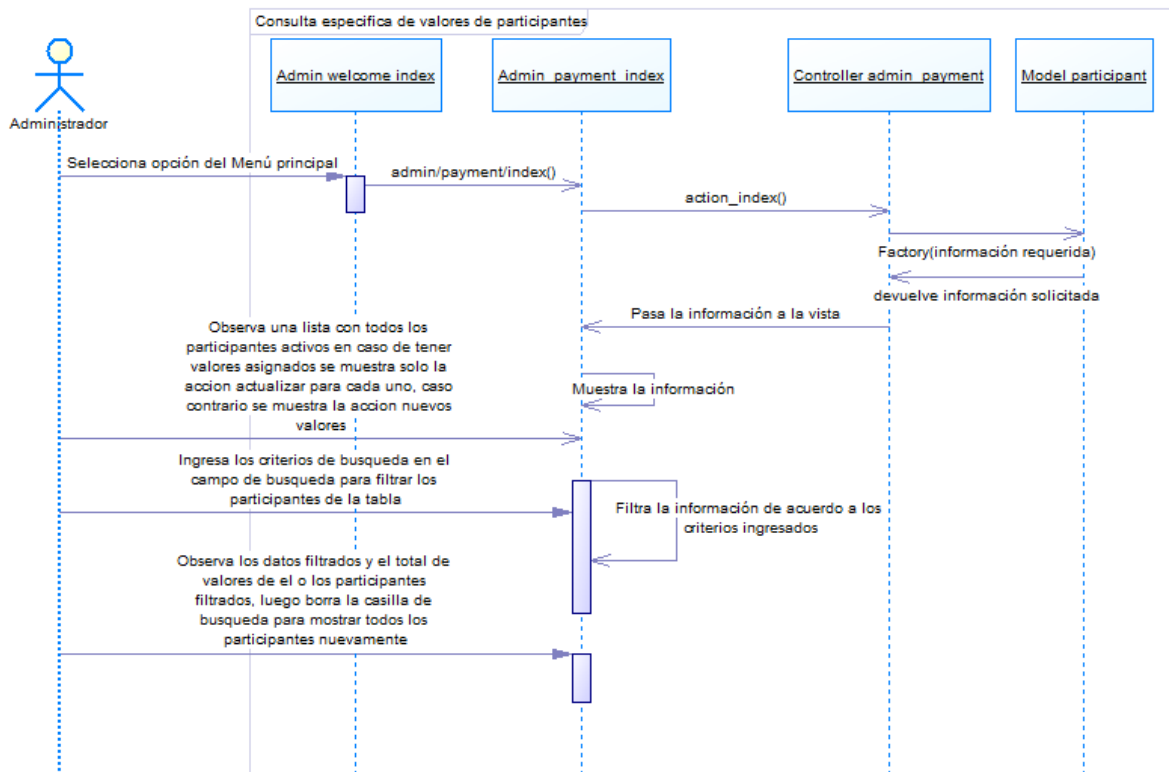 Consulta especifica de valores de participantes
Admin welcome index
Admin_payment_index
Controller admin_payment
Model participant
Administrador
Selecciona opción del Menú principal
admin/payment/index()
action_index()
Factory(información requerida)
devuelve información solicitada
Pasa la información a la vista
Observa una lista con todos los
participantes activos en caso de tener
valores asignados se muestra solo la
accion actualizar para cada uno, caso
contrario se muestra la accion nuevos
valores
Muestra la información
Ingresa los criterios de busqueda en el
campo de busqueda para filtrar los
participantes de la tabla
Filtra la información de acuerdo a los
criterios ingresados
Observa los datos filtrados y el total de
valores de el o los participantes
filtrados, luego borra la casilla de
busqueda para mostrar todos los
participantes nuevamente